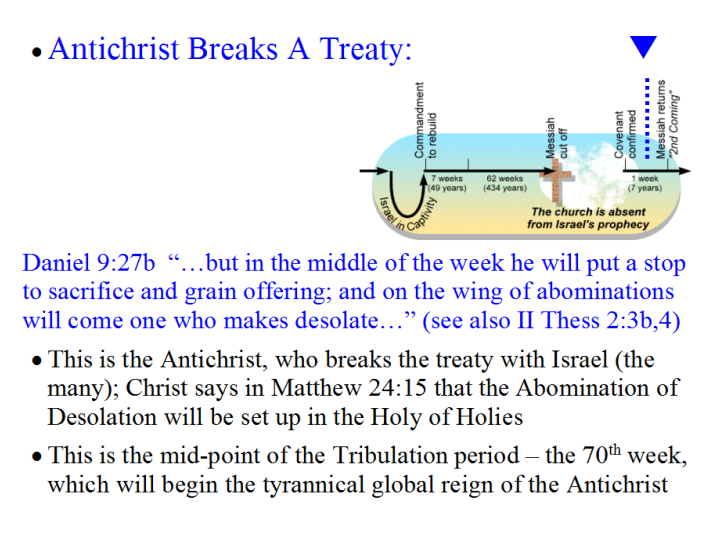 • Antichrist Breaks A Treaty:
Commandment
to rebuild
Messiah
cut off
Covenant
confirmed
Messiah returns
"2nd Coming"
7 weeks
(49 years)
62 weeks
(434 years)
1 week
(7 years)
Israel in Captivity
The church is absent
from Israel's prophecy
Daniel 9:27b “…but in the middle of the week he will put a stop
to sacrifice and grain offering; and on the wing of abominations
will come one who makes desolate…” (see also II Thess 2:3b,4)
• This is the Antichrist, who breaks the treaty with Israel (the
many); Christ says in Matthew 24:15 that the Abomination of
Desolation will be set up in the Holy of Holies
• This is the mid-point of the Tribulation period – the 70th week,
which will begin the tyrannical global reign of the Antichrist